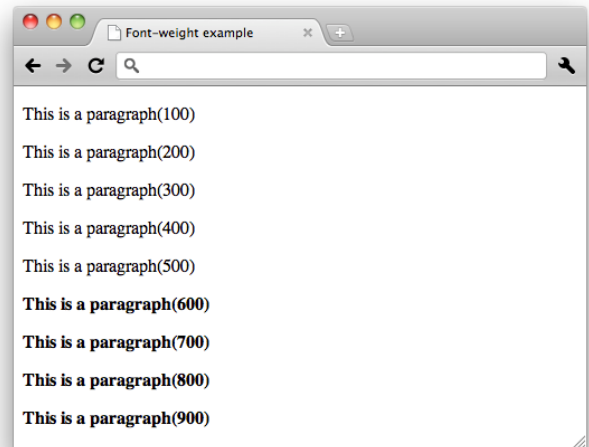 Font-weight example
This is a paragraph(100)
This is a paragraph(200)
This is a paragraph(300)
This is a paragraph(400)
This is a paragraph(500)
This is a paragraph(600)
This is a paragraph(700)
This is a paragraph(800)
This is a paragraph(900)